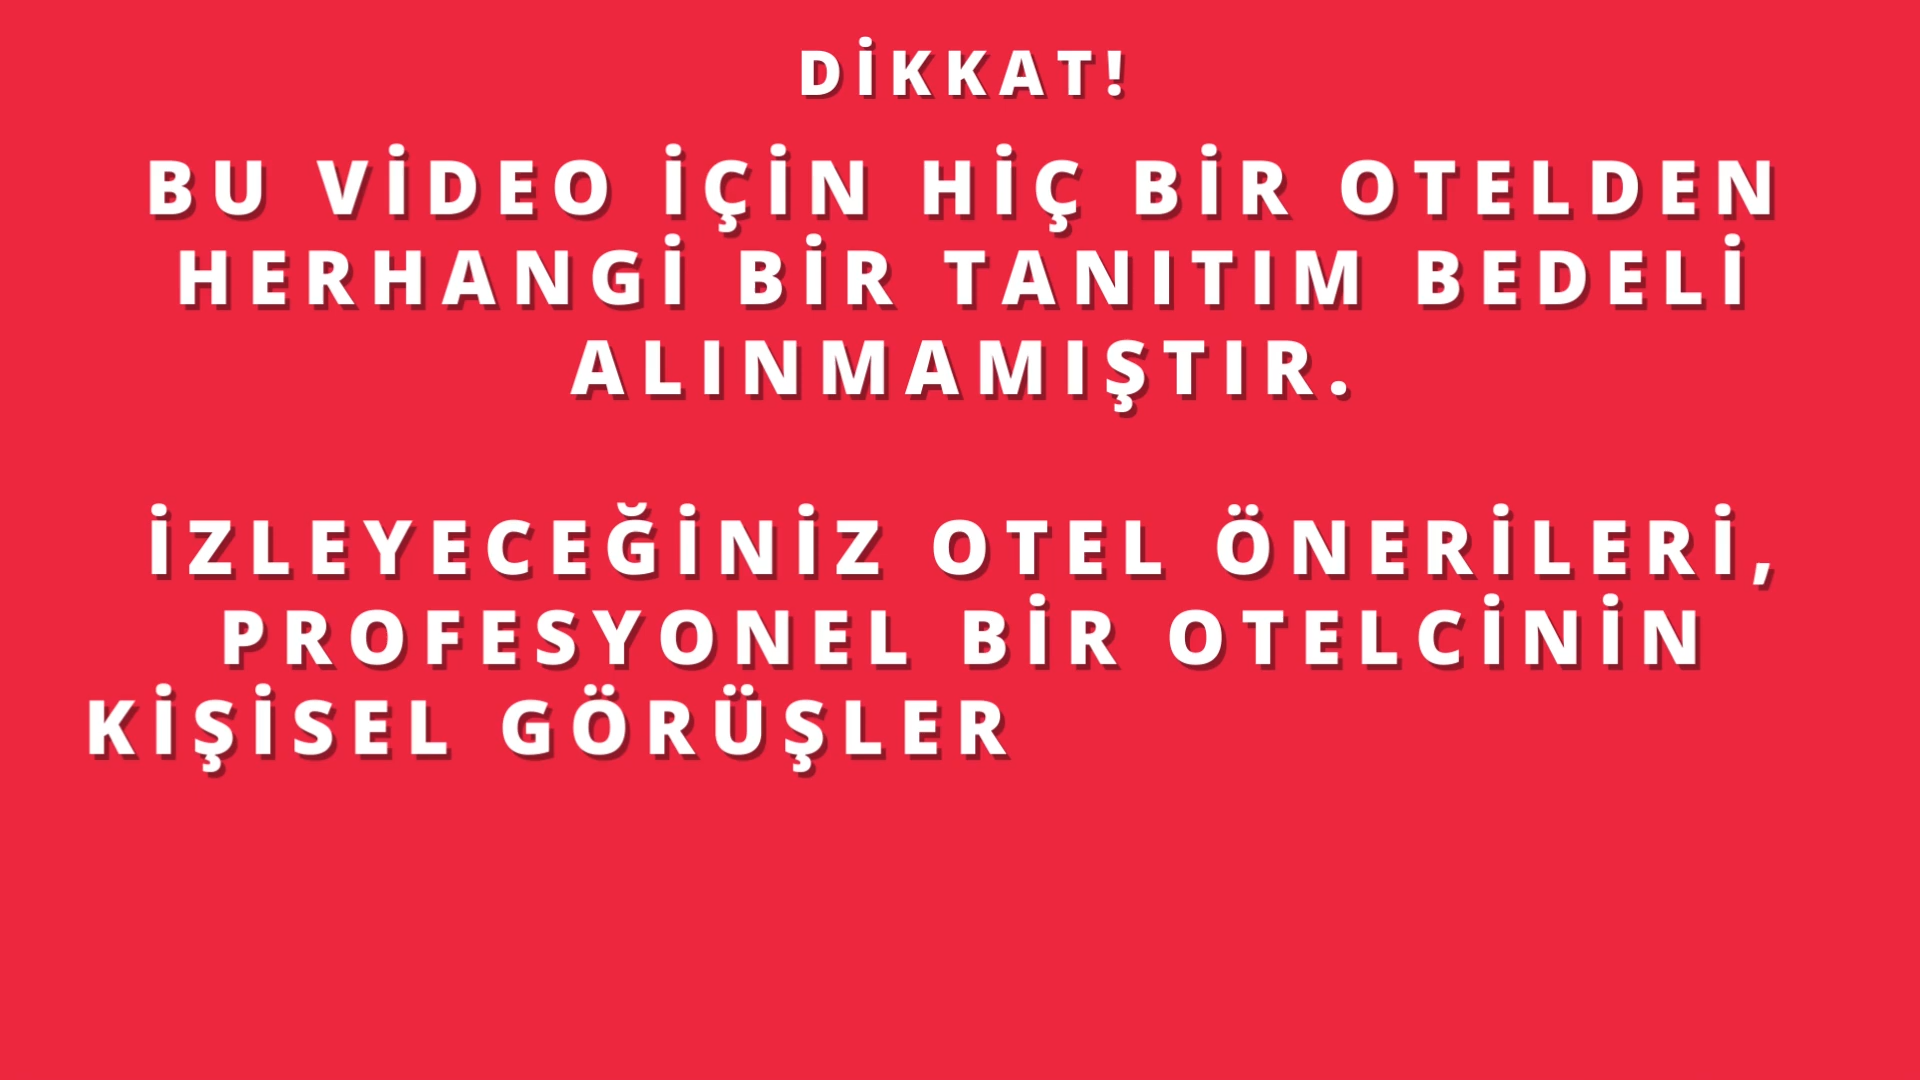 DİKKAT!
BU VİDEO İÇİN HİÇ BİR OTELDEN
HERHANGİ BİR TANITIM BEDELİ
ALINMAMIŞTIR.
İZLEYECEĞİNİZ OTEL ÖNERİLERİ,
PROFESYONEL BİR OTELCİNİN
KİŞİSEL GÖRÜŞLER